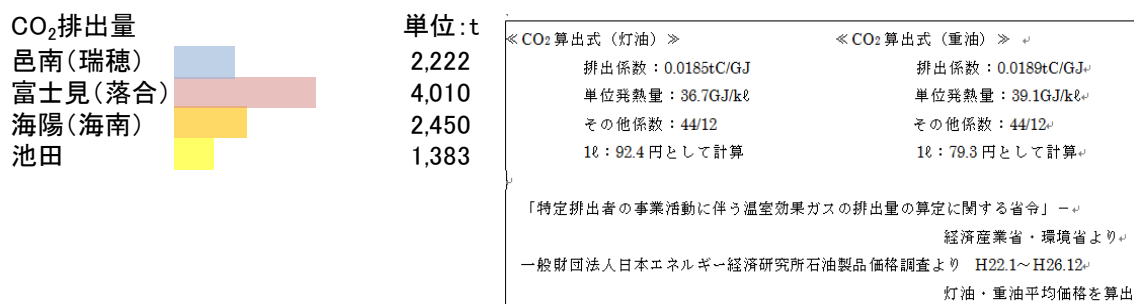 CO₂排出量 単位:t
邑南(瑞穂) 2,222
富士見(落合) 4,010
海陽(海南) 2,450
池田 1,383
≪CO₂算出式(灯油)≫ ≪CO₂算出式(重油)≫
排出係数:0.0185tC/GJ 排出係数:0.0189tC/GJ
単位発熱量:36.7GJ/kℓ 単位発熱量:39.1GJ/kℓ
その他係数:44/12 その他係数:44/12
1ℓ:92.4円として計算 1ℓ:79.3円として計算
「特定排出者の事業活動に伴う温室効果ガスの排出量の算定に関する省令」－
経済産業省・環境省より
一般財団法人日本エネルギー経済研究所石油製品価格調査より H22.1～H26.12
灯油・重油平均価格を算出